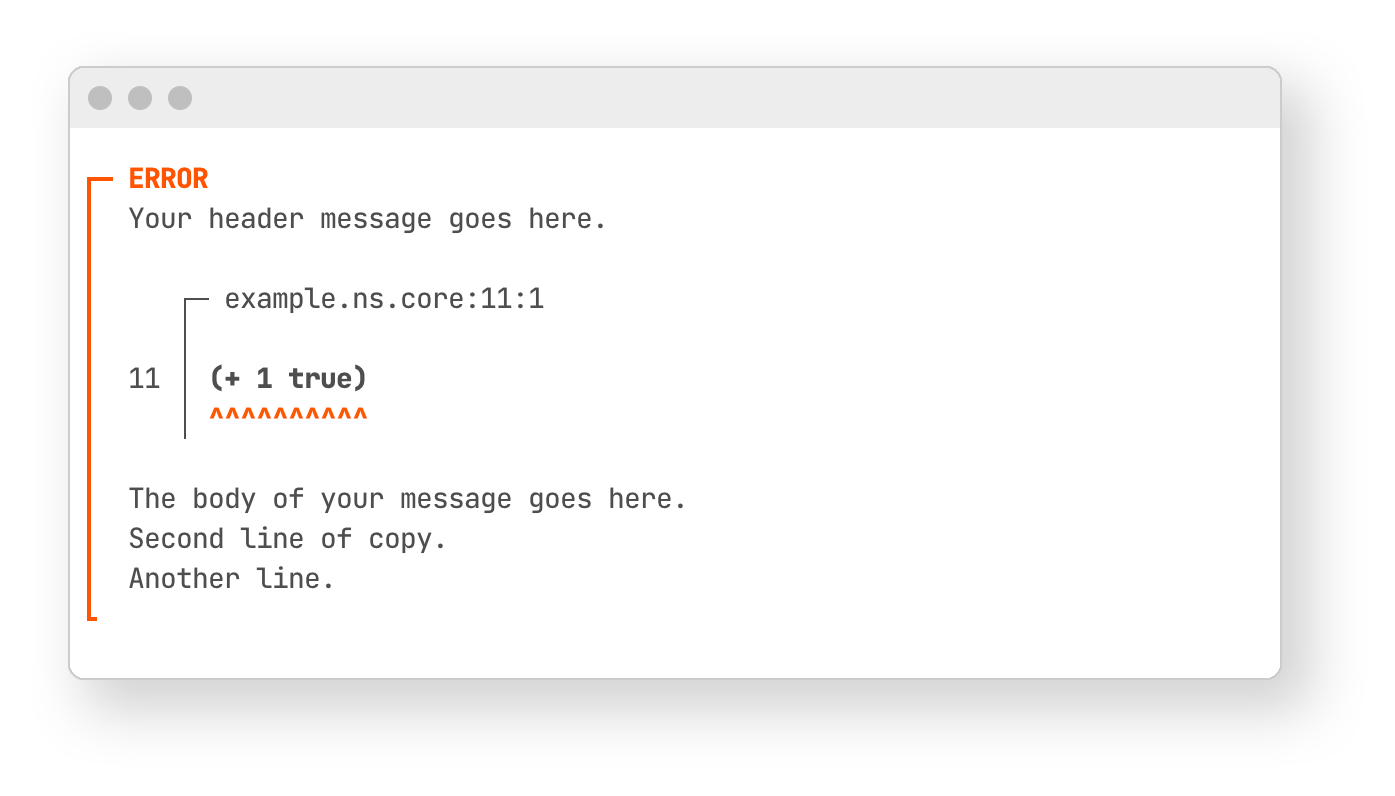 ERROR
Your header message goes here.
example.ns.core:11:1
11 (+ 1 true)
^^^^^^^^^^
The body of your message goes here.
Second line of copy.
Another line.